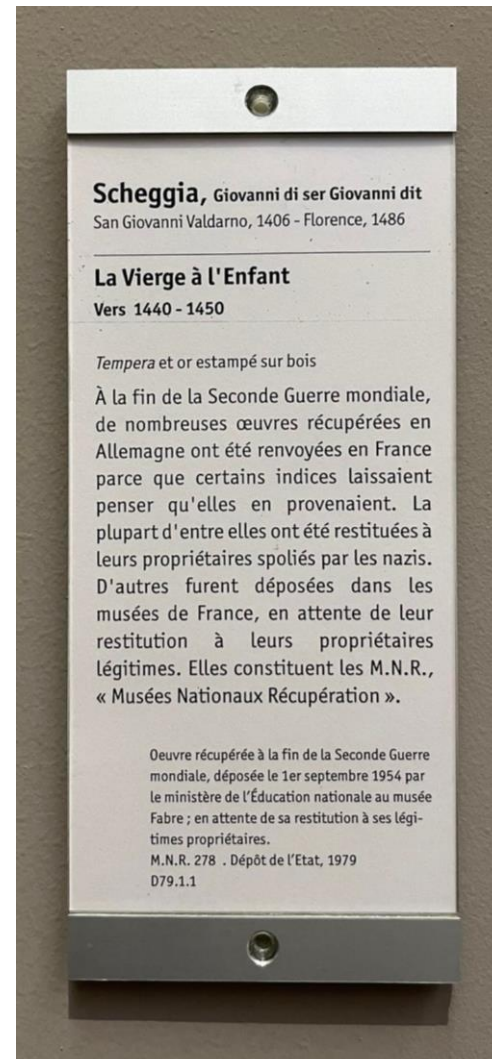 Scheggia, Giovanni di ser Giovanni dit
San Giovanni Valdarno, 1406 - Florence, 1486
La Vierge à l'Enfant
Vers 1440 - 1450
Tempera et or estampé sur bois
À la fin de la Seconde Guerre mondiale,
de nombreuses œuvres récupérées en
Allemagne ont été renvoyées en France
parce que certains indices laissaient
penser qu'elles en provenaient. La
plupart d'entre elles ont été restituées à
leurs propriétaires spoliés par les nazis.
D'autres furent déposées dans les
musées de France, en attente de leur
restitution à leurs propriétaires
légitimes. Elles constituent les M.N.R.,
« Musées Nationaux Récupération ».
Oeuvre récupérée à la fin de la Seconde Guerre
mondiale, déposée le 1er septembre 1954 par
le ministère de l'Éducation nationale au musée
Fabre ; en attente de sa restitution à ses légi-
times propriétaires.
M.N.R. 278 . Dépôt de l'Etat, 1979
D79.1.1